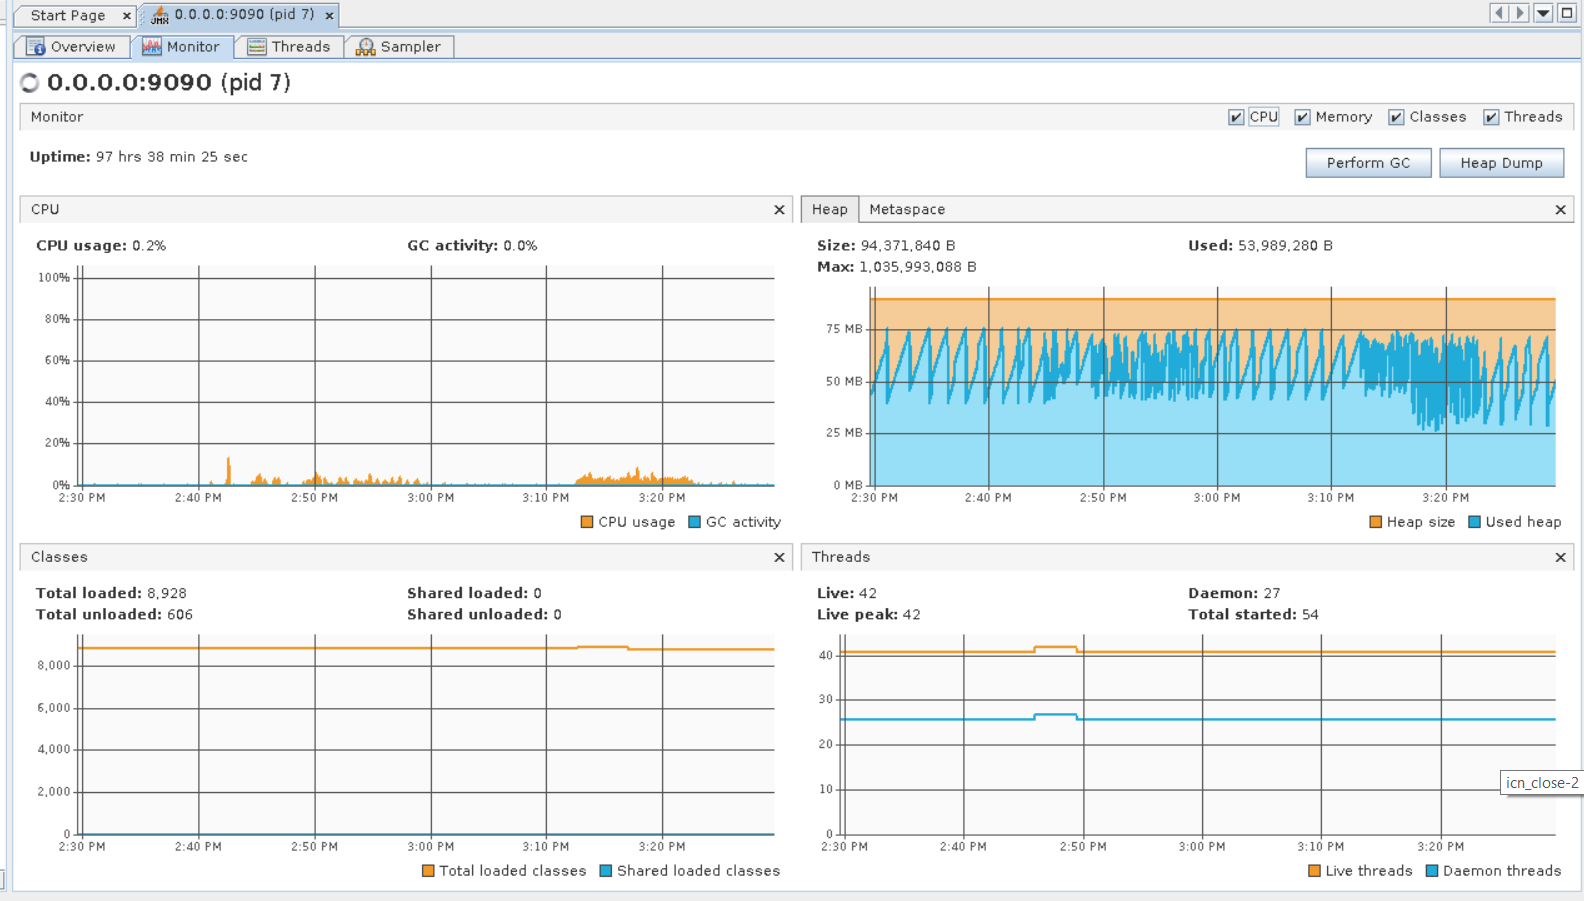 Start Page
0.0.0.0:9090 (pid 7)
Overview
Monitor
Threads
Sampler
0.0.0.0:9090 (pid 7)
Monitor
CPU
Memory
Classes
Threads
Uptime: 97 hrs 38 min 25 sec
Perform GC
Heap Dump
CPU
CPU usage: 0.2%
GC activity: 0.0%
100%
80%
60%
40%
20%
0%
2:30 PM
2:40 PM
2:50 PM
3:00 PM
3:10 PM
3:20 PM
CPU usage
GC activity
Heap
Metaspace
Size: 94,371,840 B
Used: 53,989,280 B
Max: 1,035,993,088 B
75 MB
50 MB
25 MB
0 MB
2:30 PM
2:40 PM
2:50 PM
3:00 PM
3:10 PM
3:20 PM
Heap size
Used heap
Classes
Total loaded: 8,928
Shared loaded: 0
Total unloaded: 606
Shared unloaded: 0
8,000
6,000
4,000
2,000
0
2:30 PM
2:40 PM
2:50 PM
3:00 PM
3:10 PM
3:20 PM
Total loaded classes
Shared loaded classes
Threads
Live: 42
Daemon: 27
Live peak: 42
Total started: 54
40
30
20
10
0
2:30 PM
2:40 PM
2:50 PM
3:00 PM
3:10 PM
3:20 PM
Live threads
Daemon threads
icn_close-2